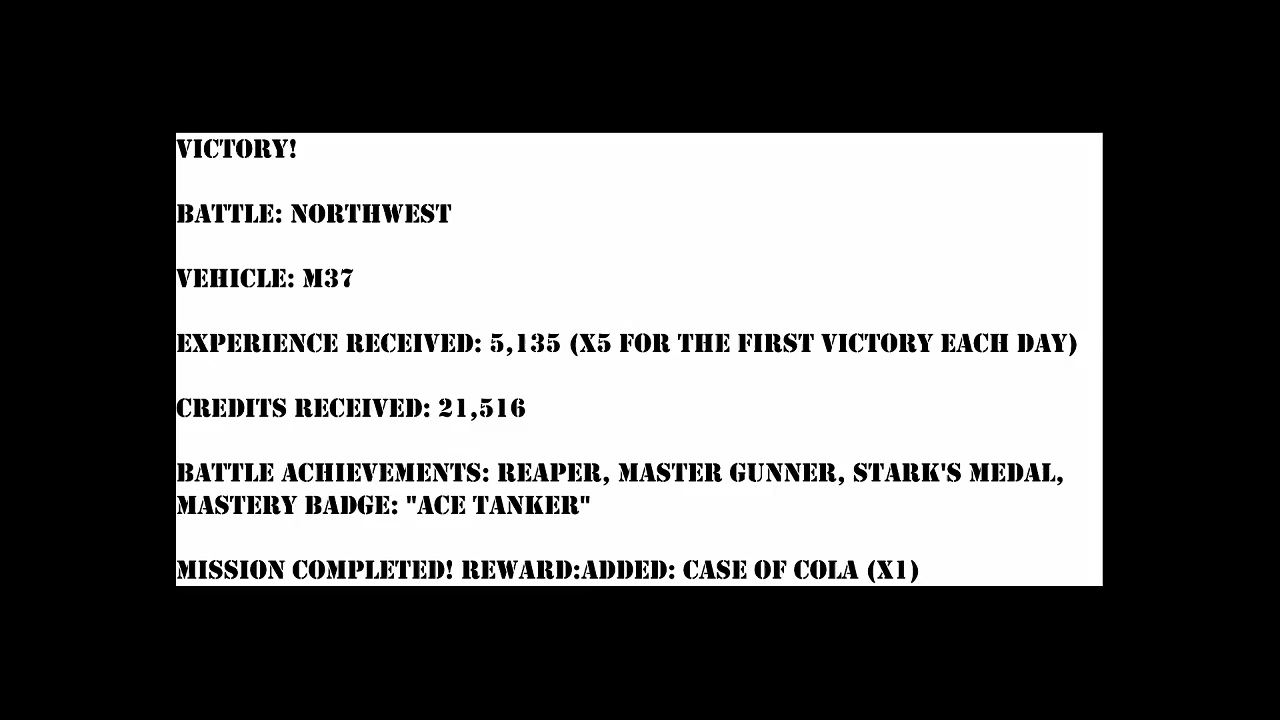 VICTORY!
BATTLE: NORTHWEST
VEHICLE: M37
EXPERIENCE RECEIVED: 5,135 (X5 FOR THE FIRST VICTORY EACH DAY)
CREDITS RECEIVED: 21,516
BATTLE ACHIEVEMENTS: REAPER, MASTER GUNNER, STARK'S MEDAL,
MASTERY BADGE: "ACE TANKER"
MISSION COMPLETED! REWARD:ADDED: CASE OF COLA (X1)